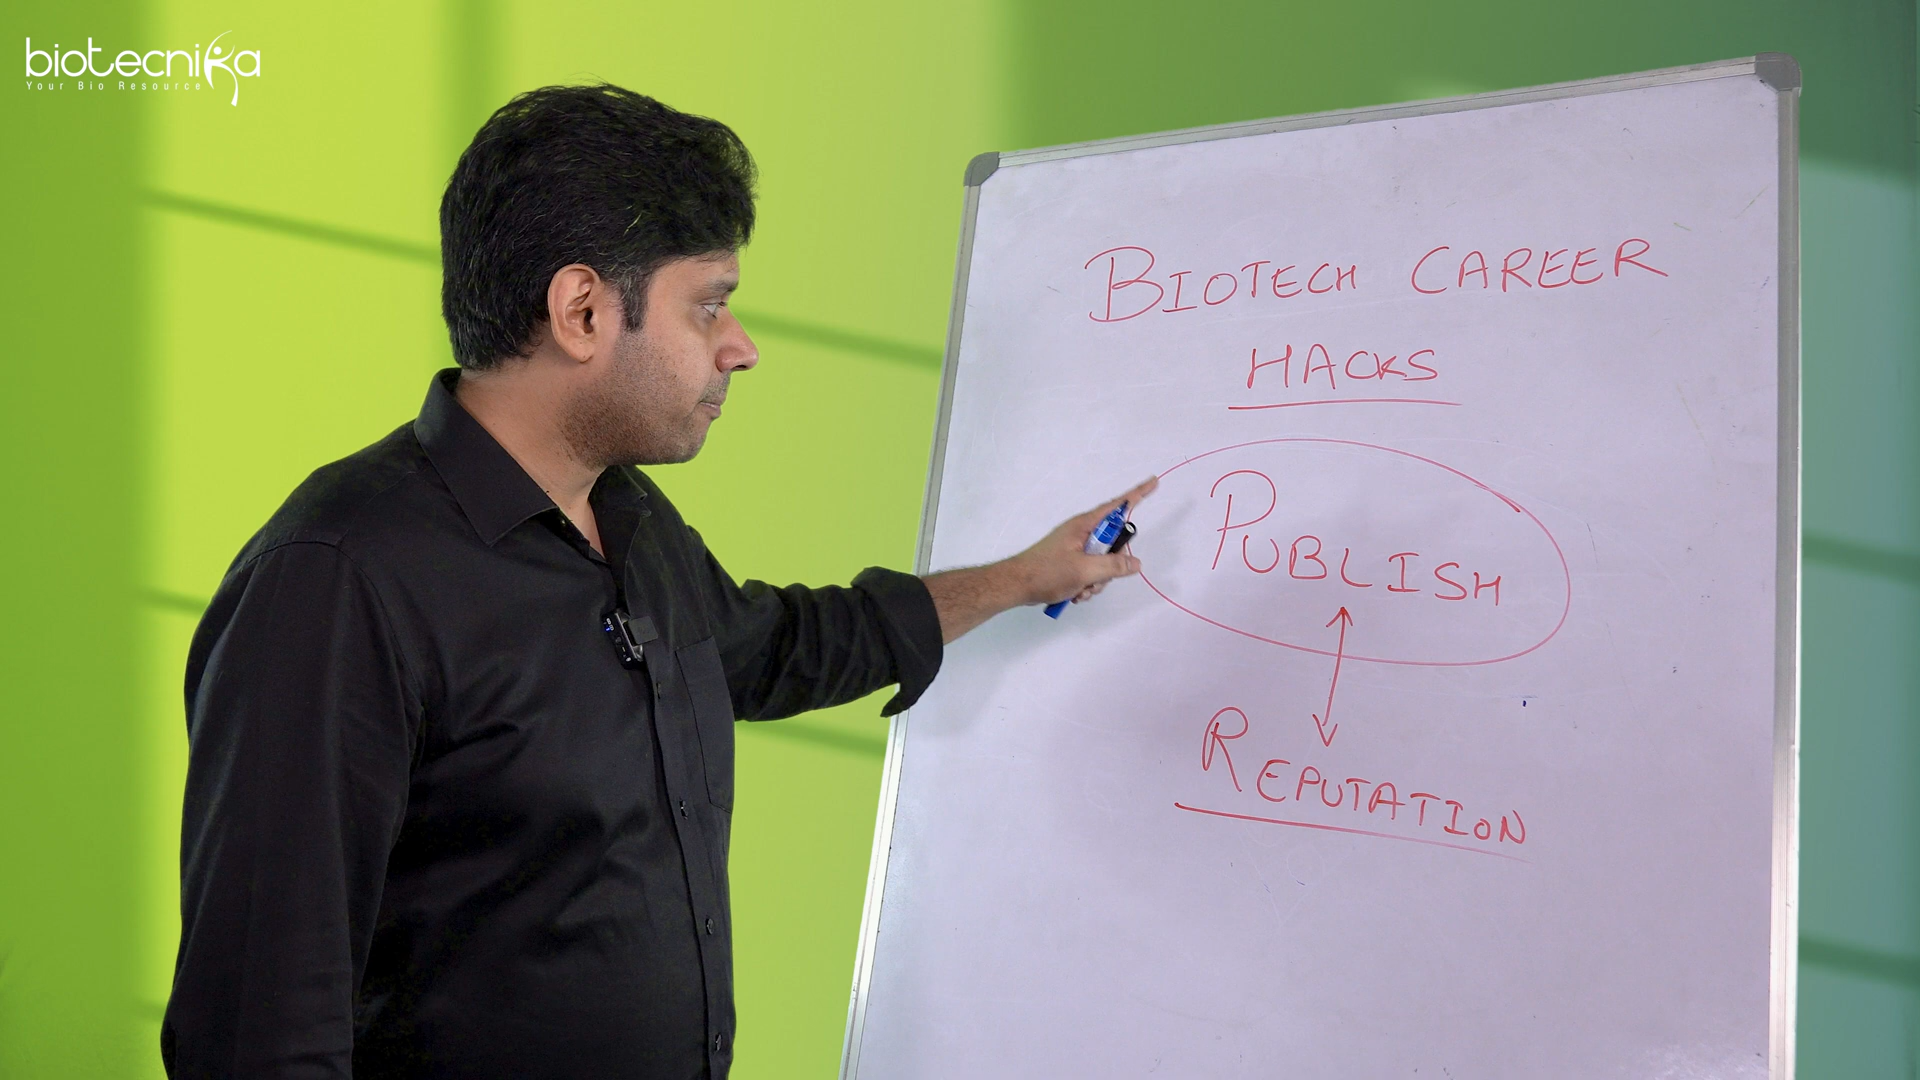 biotecnika
Your Bio Resource
BIOTECH CAREER
HACKS
PUBLISH
REPUTATION